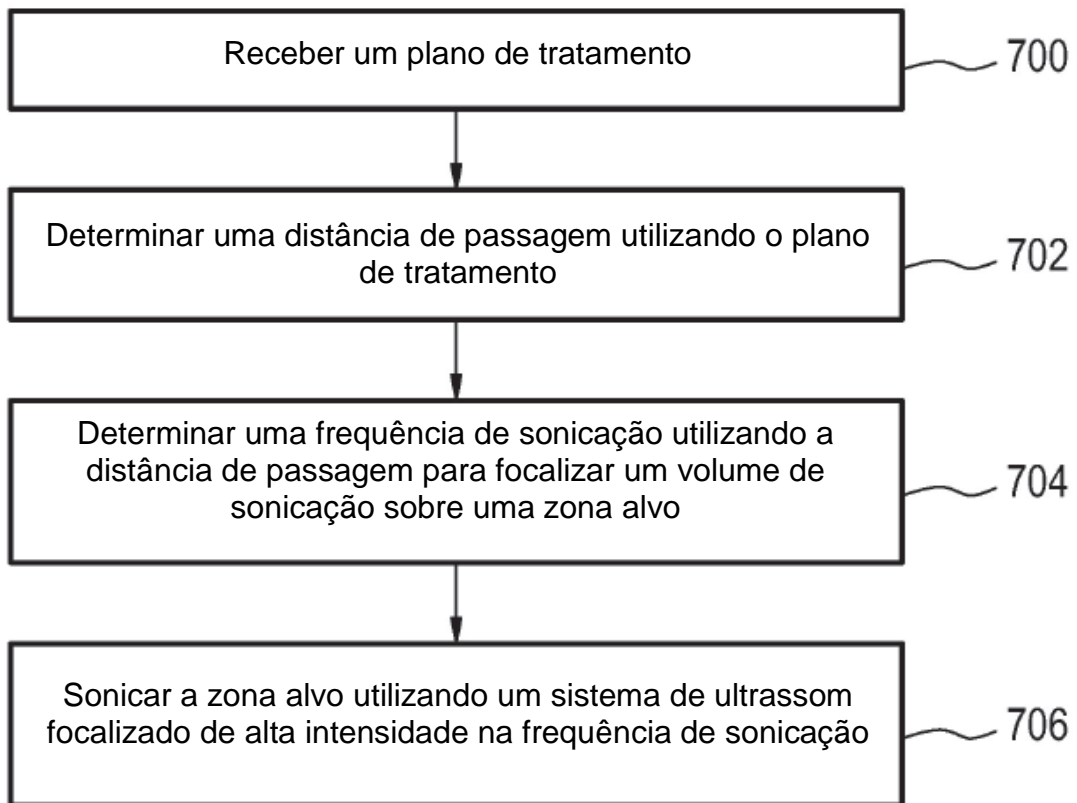 Receber um plano de tratamento
700
Determinar uma distância de passagem utilizando o plano
de tratamento
702
Determinar uma frequência de sonicação utilizando a
distância de passagem para focalizar um volume de
sonicação sobre uma zona alvo
704
Sonicar a zona alvo utilizando um sistema de ultrassom
focalizado de alta intensidade na frequência de sonicação
706